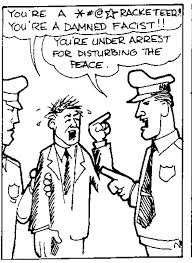 YOU'RE A *#@☆ RACKETEER!
YOU'RE A DAMNED FACIST!!
YOU'RE UNDER ARREST
FOR DISTURBING THE
PEACE.